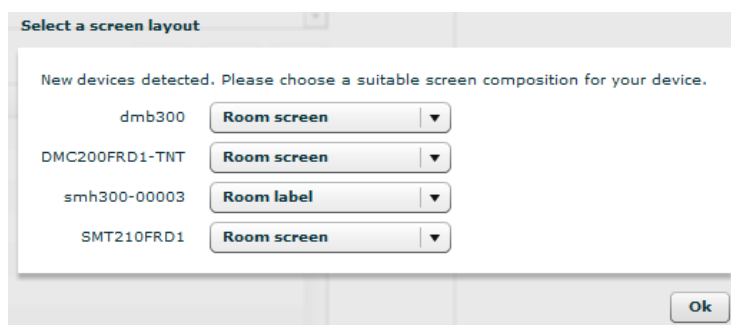 Select a screen layout
New devices detected. Please choose a suitable screen composition for your device.
dmb300 Room screen
DMC200FRD1-TNT Room screen
smh300-00003 Room label
SMT210FRD1 Room screen
Ok